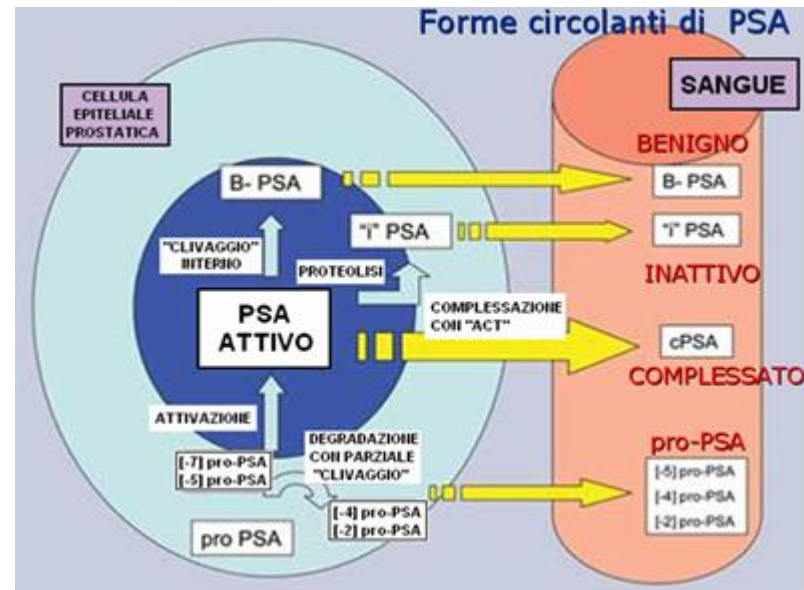 Forme circolanti di PSA
CELLULA
EPITELIALE
PROSTATICA
SANGUE
BENIGNO
B- PSA
B- PSA
"i" PSA
"i" PSA
"CLIVAGGIO"
INTERNO
PROTEOLISI
INATTIVO
PSA
ATTIVO
COMPLESSAZIONE
CON "ACT"
cPSA
COMPLESSATO
ATTIVAZIONE
DEGRADAZIONE
CON PARZIALE
"CLIVAGGIO"
pro-PSA
[-7] pro-PSA
[-5] pro-PSA
[-4] pro-PSA
[-2] pro-PSA
[-5] pro-PSA
[-4] pro-PSA
[-2] pro-PSA
pro PSA